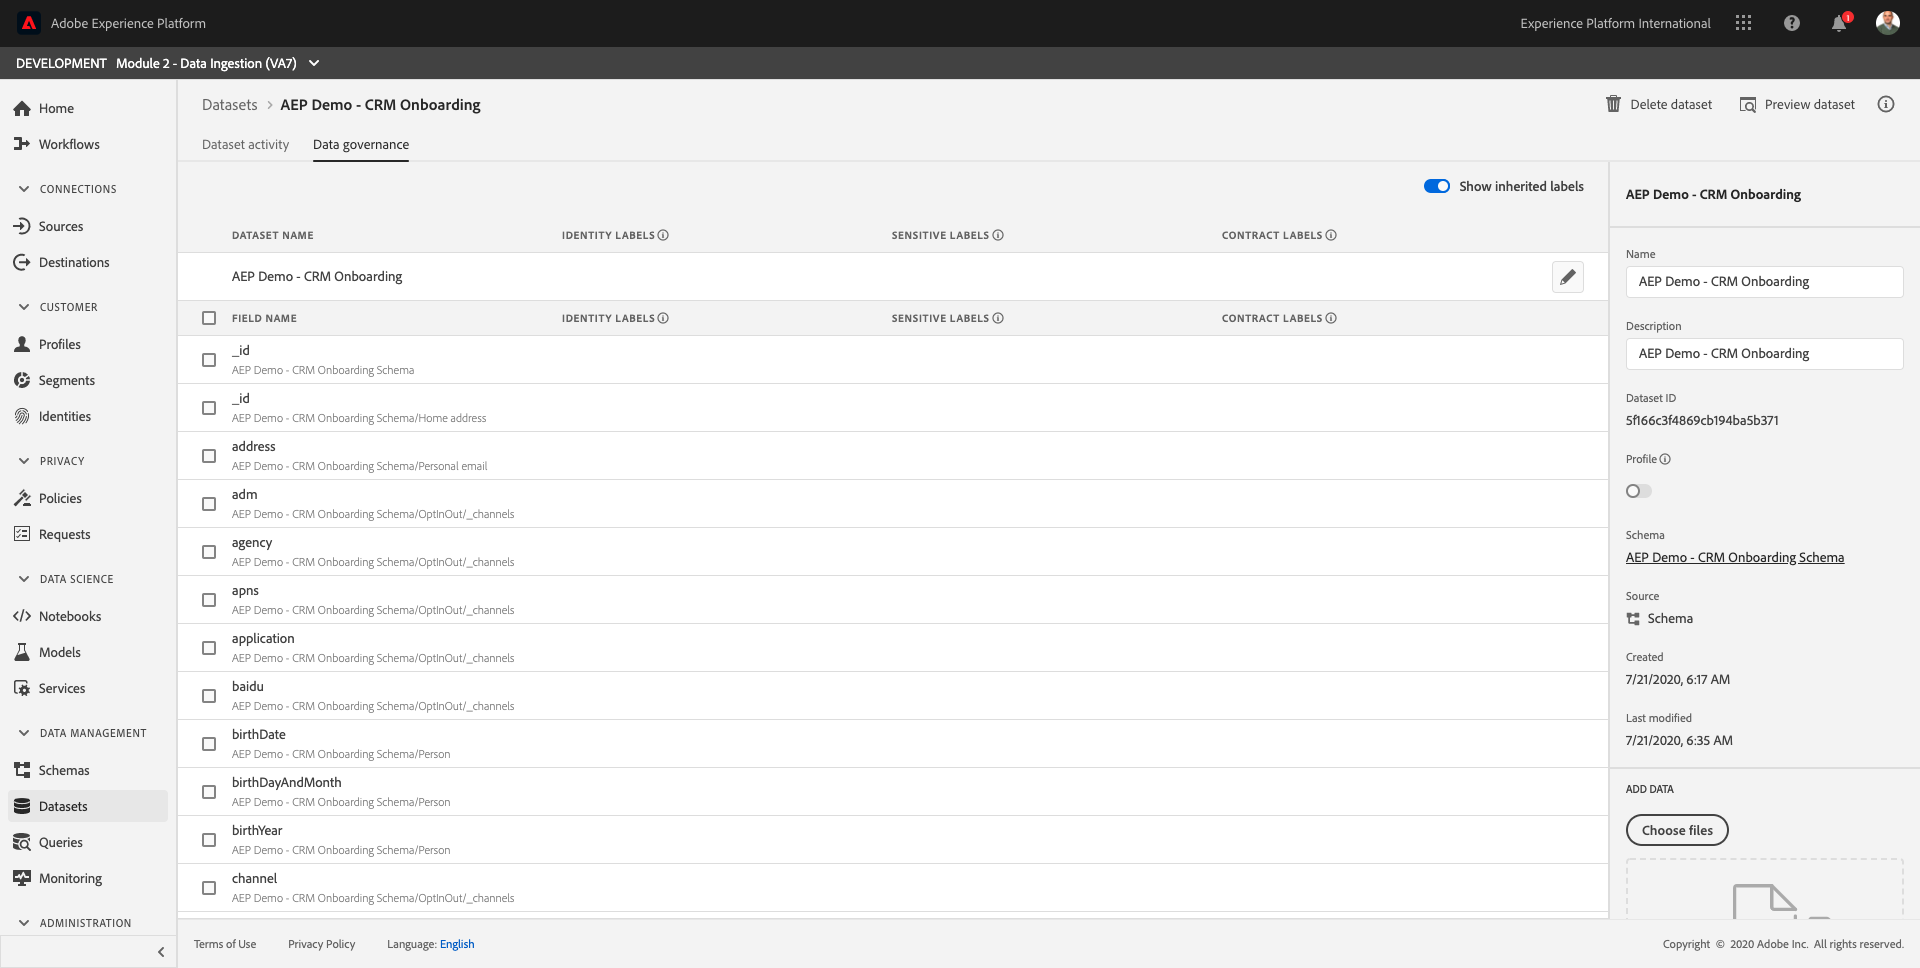 Adobe Experience Platform
Experience Platform International
1
DEVELOPMENT Module 2 - Data Ingestion (VA7)
Home
Workflows
CONNECTIONS
Sources
Destinations
CUSTOMER
Profiles
Segments
Identities
PRIVACY
Policies
Requests
DATA SCIENCE
Notebooks
Models
Services
DATA MANAGEMENT
Schemas
Datasets
Queries
Monitoring
ADMINISTRATION
Datasets > AEP Demo - CRM Onboarding
Delete dataset
Preview dataset
Dataset activity
Data governance
Show inherited labels
DATASET NAME IDENTITY LABELS SENSITIVE LABELS CONTRACT LABELS
AEP Demo - CRM Onboarding
FIELD NAME IDENTITY LABELS SENSITIVE LABELS CONTRACT LABELS
_id
AEP Demo - CRM Onboarding Schema
_id
AEP Demo - CRM Onboarding Schema/Home address
address
AEP Demo - CRM Onboarding Schema/Personal email
adm
AEP Demo - CRM Onboarding Schema/OptInOut/_channels
agency
AEP Demo - CRM Onboarding Schema/OptInOut/_channels
apns
AEP Demo - CRM Onboarding Schema/OptInOut/_channels
application
AEP Demo - CRM Onboarding Schema/OptInOut/_channels
baidu
AEP Demo - CRM Onboarding Schema/OptInOut/_channels
birthDate
AEP Demo - CRM Onboarding Schema/Person
birthDayAndMonth
AEP Demo - CRM Onboarding Schema/Person
birthYear
AEP Demo - CRM Onboarding Schema/Person
channel
AEP Demo - CRM Onboarding Schema/OptInOut/_channels
AEP Demo - CRM Onboarding
Name
AEP Demo - CRM Onboarding
Description
AEP Demo - CRM Onboarding
Dataset ID
5f166c3f4869cb194ba5b371
Profile
Schema
AEP Demo - CRM Onboarding Schema
Source
Schema
Created
7/21/2020, 6:17 AM
Last modified
7/21/2020, 6:35 AM
ADD DATA
Choose files
Terms of Use
Privacy Policy
Language: English
Copyright © 2020 Adobe Inc. All rights reserved.